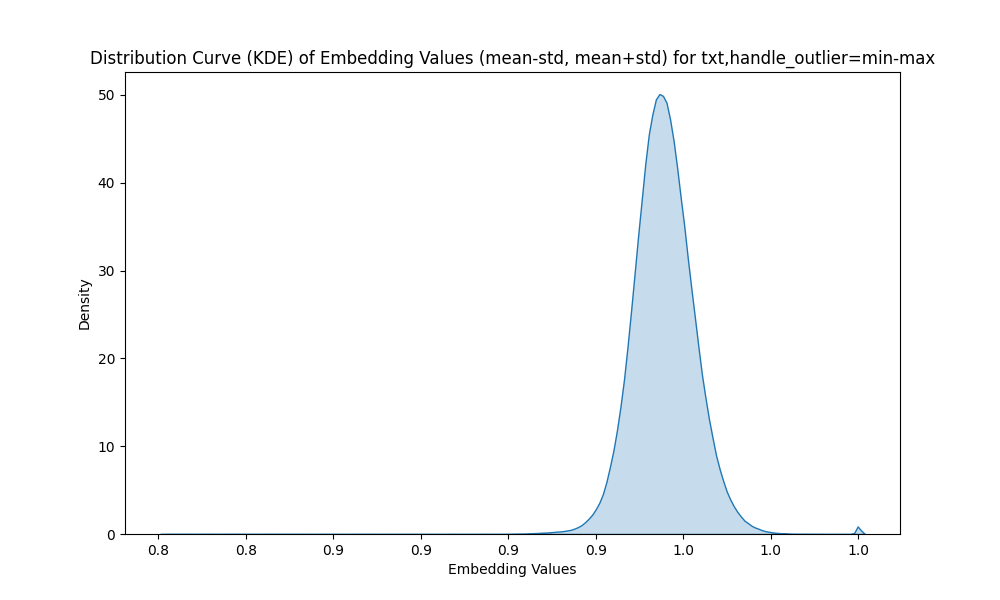 Distribution Curve (KDE) of Embedding Values (mean-std, mean+std) for txt,handle_outlier=min-max
50
40
30
20
10
0
Density
0.8 0.8 0.9 0.9 0.9 0.9 1.0 1.0 1.0
Embedding Values